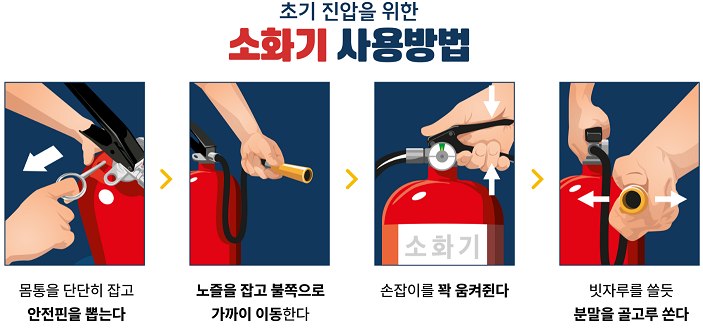 초기 진압을 위한
소화기 사용방법
소화기
몸통을 단단히 잡고
안전핀을 뽑는다
노즐을 잡고 불쪽으로
가까이 이동한다
손잡이를 꽉 움켜쥔다
빗자루를 쓸듯
분말을 골고루 쏜다